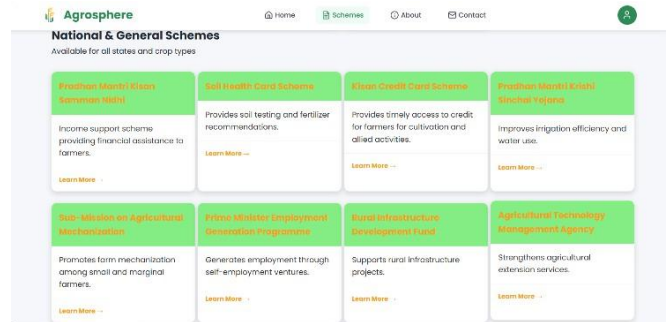 Agrosphere
Home
Schemes
About
Contact
National & General Schemes
Available for all states and crop types
Pradhan Mantri Kisan
Samman Nidhi
Income support scheme
providing financial assistance to
farmers.
Learn More →
Soil Health Card Scheme
Provides soil testing and fertilizer
recommendations.
Learn More →
Kisan Credit Card Scheme
Provides timely access to credit
for farmers for cultivation and
allied activities.
Learn More →
Pradhan Mantri Krishi
Sinchai Yojana
Improves irrigation efficiency and
water use.
Learn More →
Sub-Mission on Agricultural
Mechanization
Promotes farm mechanization
among small and marginal
farmers.
Learn More →
Prime Minister Employment
Generation Programme
Generates employment through
self-employment ventures.
Learn More →
Rural Infrastructure
Development Fund
Supports rural infrastructure
projects.
Learn More →
Agricultural Technology
Management Agency
Strengthens agricultural
extension services.
Learn More →